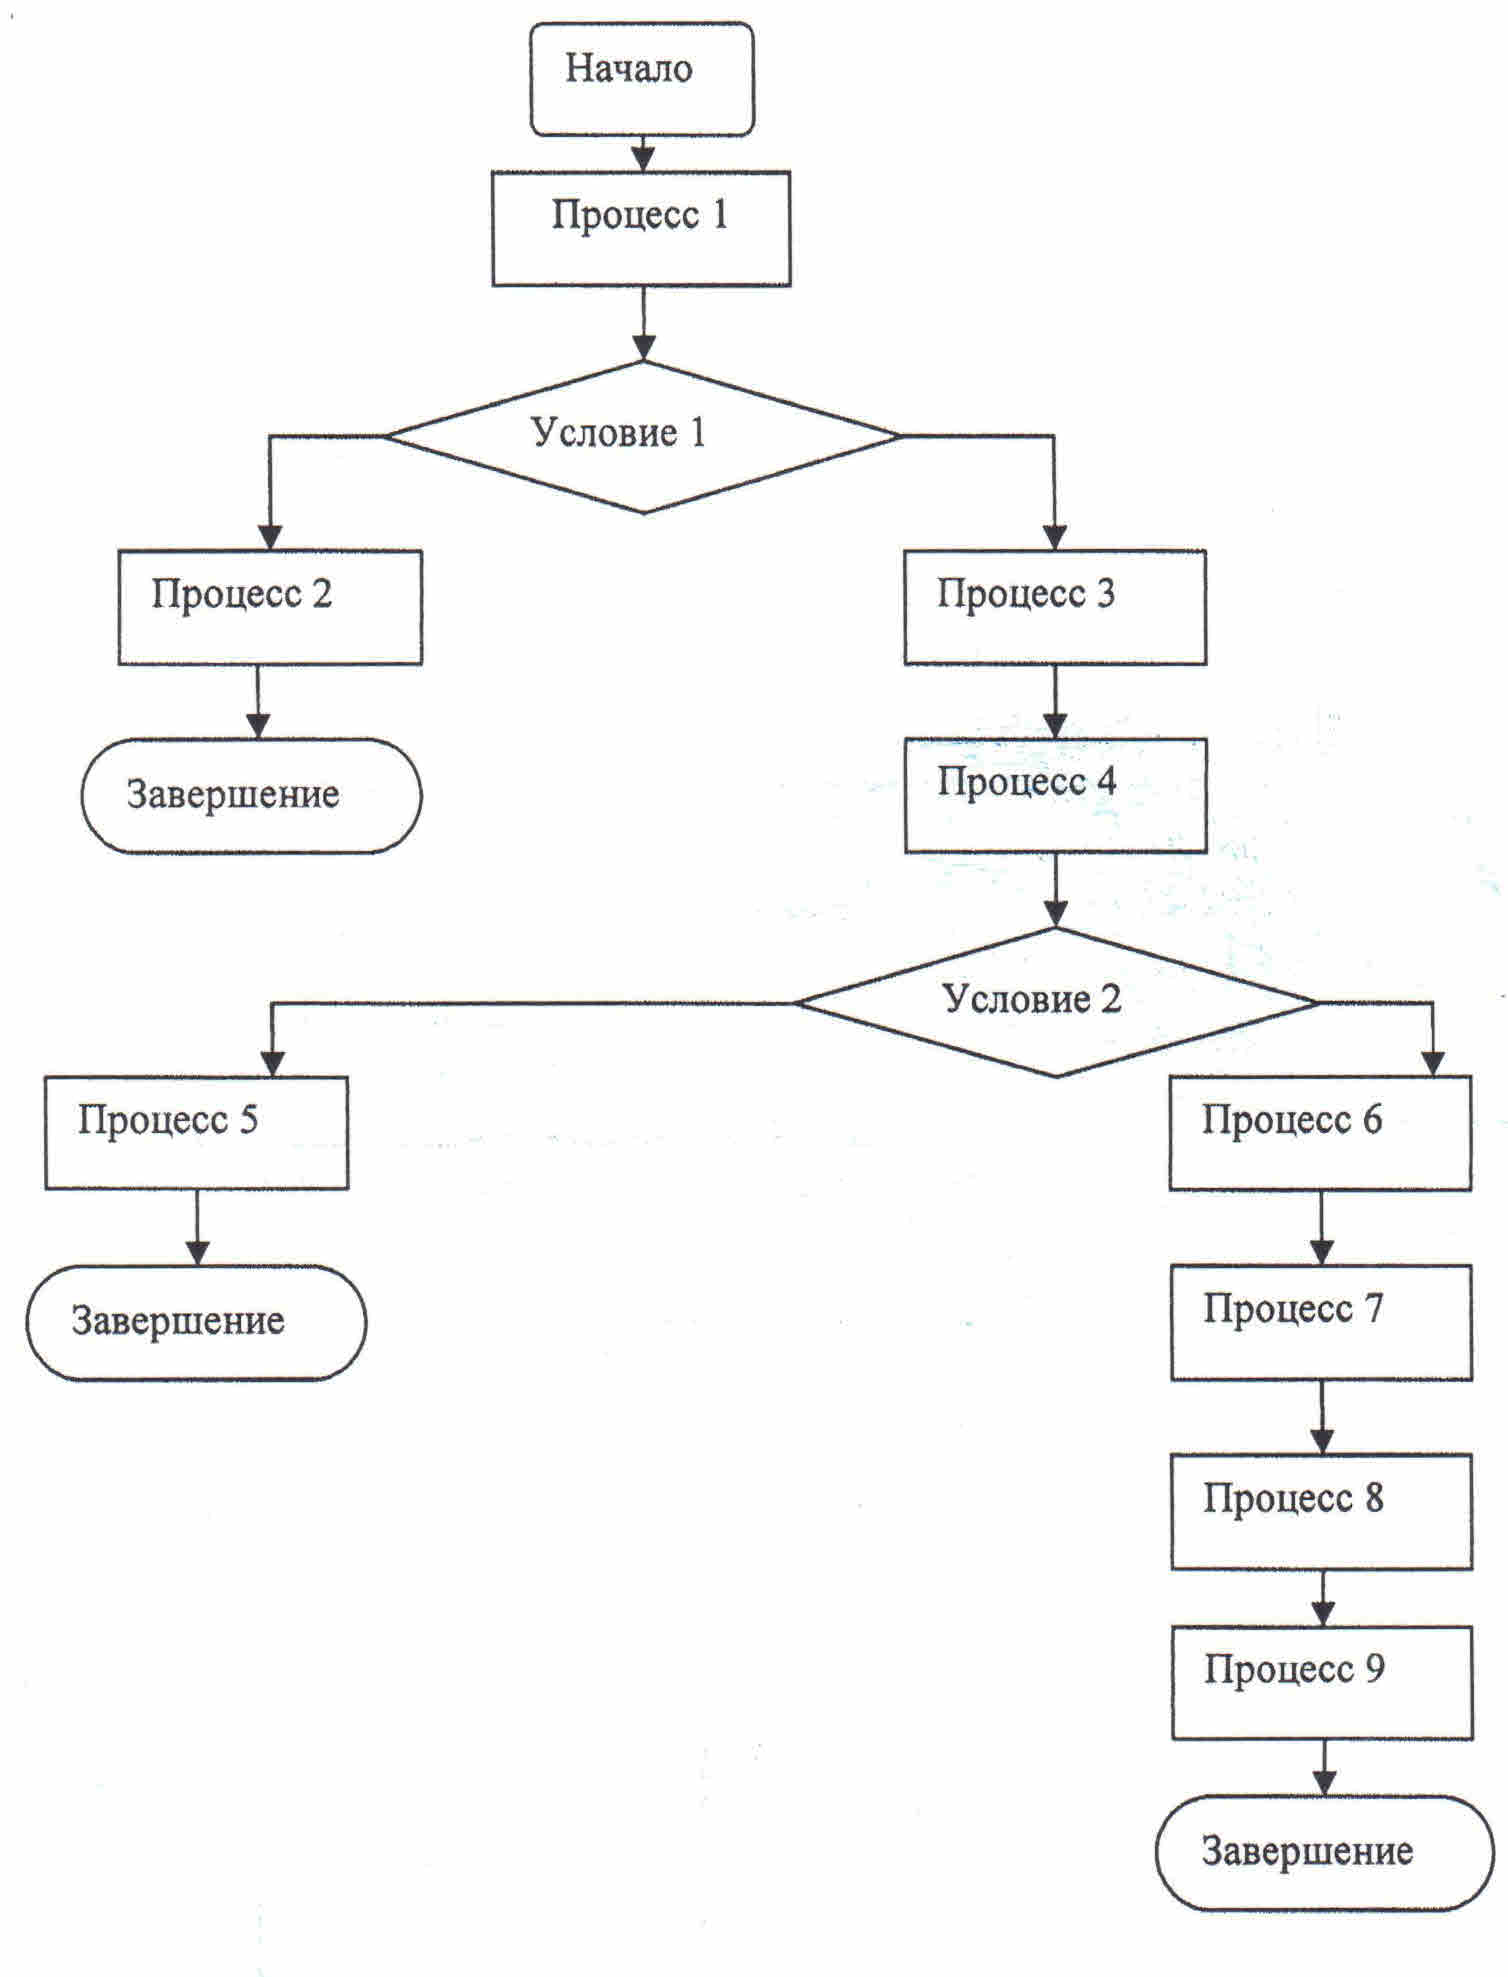 Начало
Процесс 1
Условие 1
Процесс 2
Процесс 3
Завершение
Процесс 4
Условие 2
Процесс 5
Процесс 6
Завершение
Процесс 7
Процесс 8
Процесс 9
Завершение